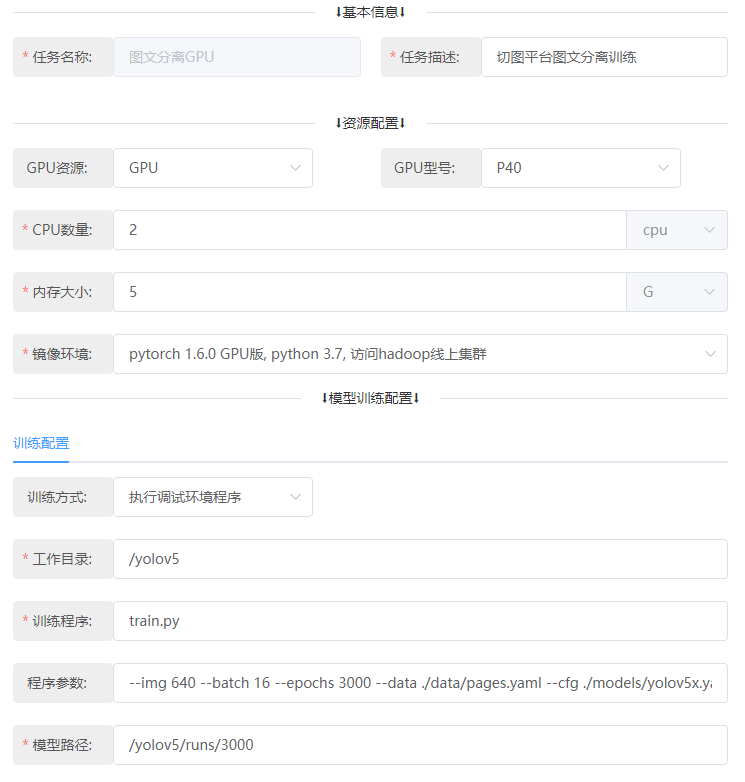 ⬇基本信息⬇
* 任务名称: 图文分离GPU * 任务描述: 切图平台图文分离训练
⬇资源配置⬇
GPU资源: GPU GPU型号: P40
* CPU数量: 2 cpu
* 内存大小: 5 G
* 镜像环境: pytorch 1.6.0 GPU版, python 3.7, 访问hadoop线上集群
⬇模型训练配置⬇
训练配置
训练方式: 执行调试环境程序
* 工作目录: /yolov5
* 训练程序: train.py
程序参数: --img 640 --batch 16 --epochs 3000 --data ./data/pages.yaml --cfg ./models/yolov5x.ya
* 模型路径: /yolov5/runs/3000